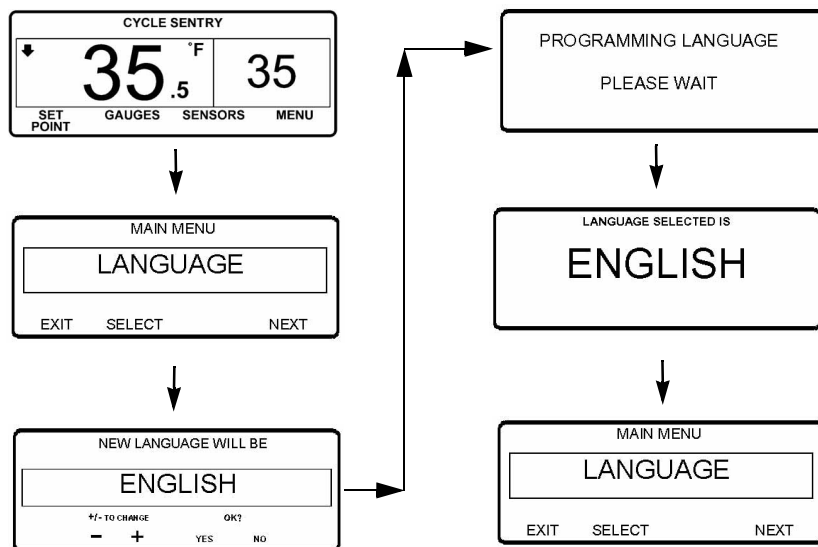 CYCLE SENTRY
35.5 °F 35
SET POINT GAUGES SENSORS MENU
MAIN MENU
LANGUAGE
EXIT SELECT NEXT
NEW LANGUAGE WILL BE
ENGLISH
+/- TO CHANGE OK?
- + YES NO
PROGRAMMING LANGUAGE
PLEASE WAIT
LANGUAGE SELECTED IS
ENGLISH
MAIN MENU
LANGUAGE
EXIT SELECT NEXT